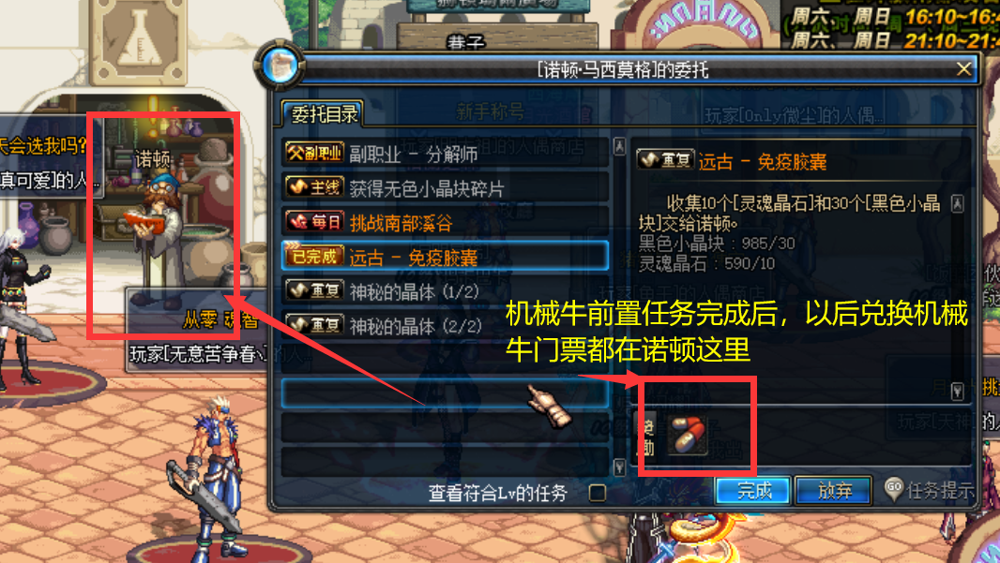 巷子
周六、周日 16:10~16:4
周六、周日 21:10~21:4
[诺顿·马西莫格]的委托
委托目录
新手称号
玩家[Only微尘]的人偶…
天会选我吗?
真可爱]的人…
诺顿
副职业 副职业 - 分解师
主线 获得无色小晶块碎片
每日 挑战南部溪谷
已完成 远古 - 免疫胶囊
重复 神秘的晶体 (1/2)
重复 神秘的晶体 (2/2)
重复 远古 - 免疫胶囊
收集10个[灵魂晶石]和30个[黑色小晶
块]交给诺顿。
黑色小晶块:985/30
灵魂晶石:590/10
从零
玩家[无意苦争春
机械牛前置任务完成后，以后兑换机械
牛门票都在诺顿这里
查看符合Lv的任务
完成
放弃
GO 任务提示